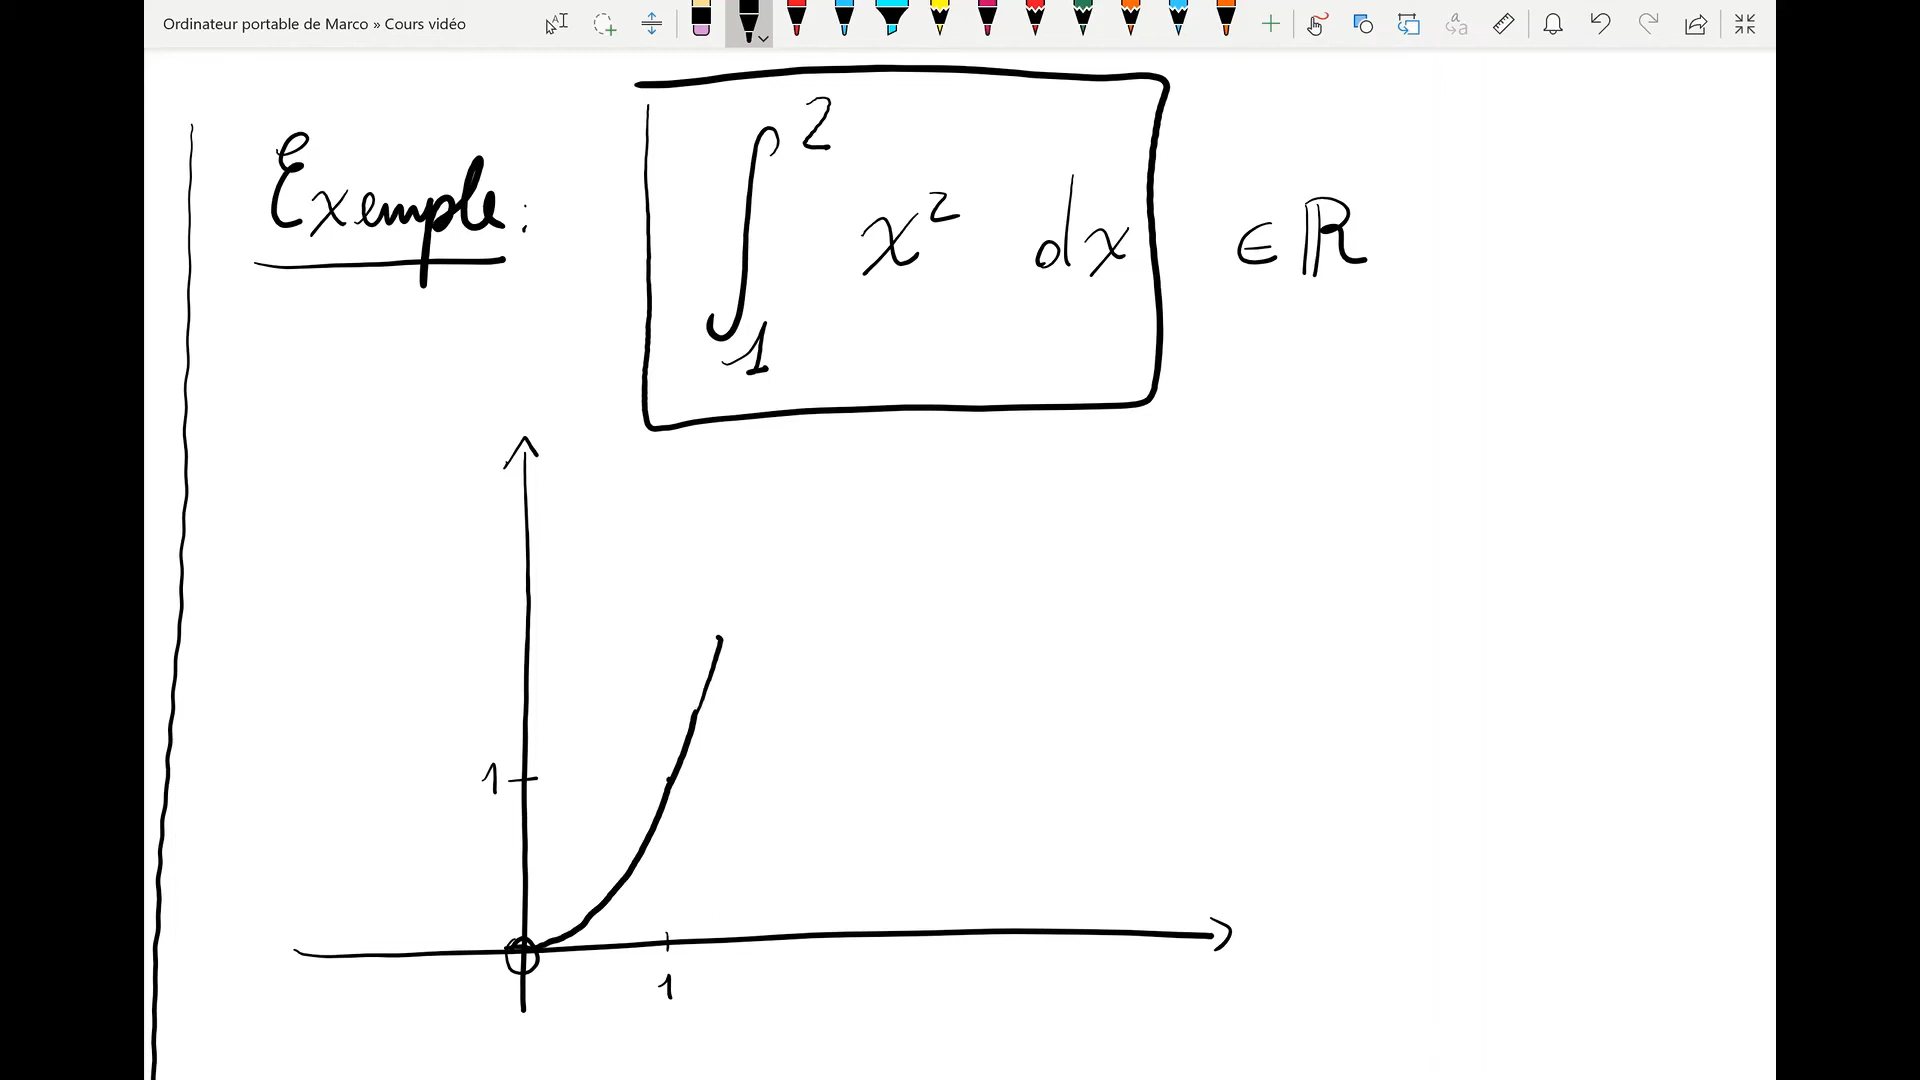 Ordinateur portable de Marco » Cours vidéo
Exemple: ∫₁² x² dx ∈ ℝ
1
1